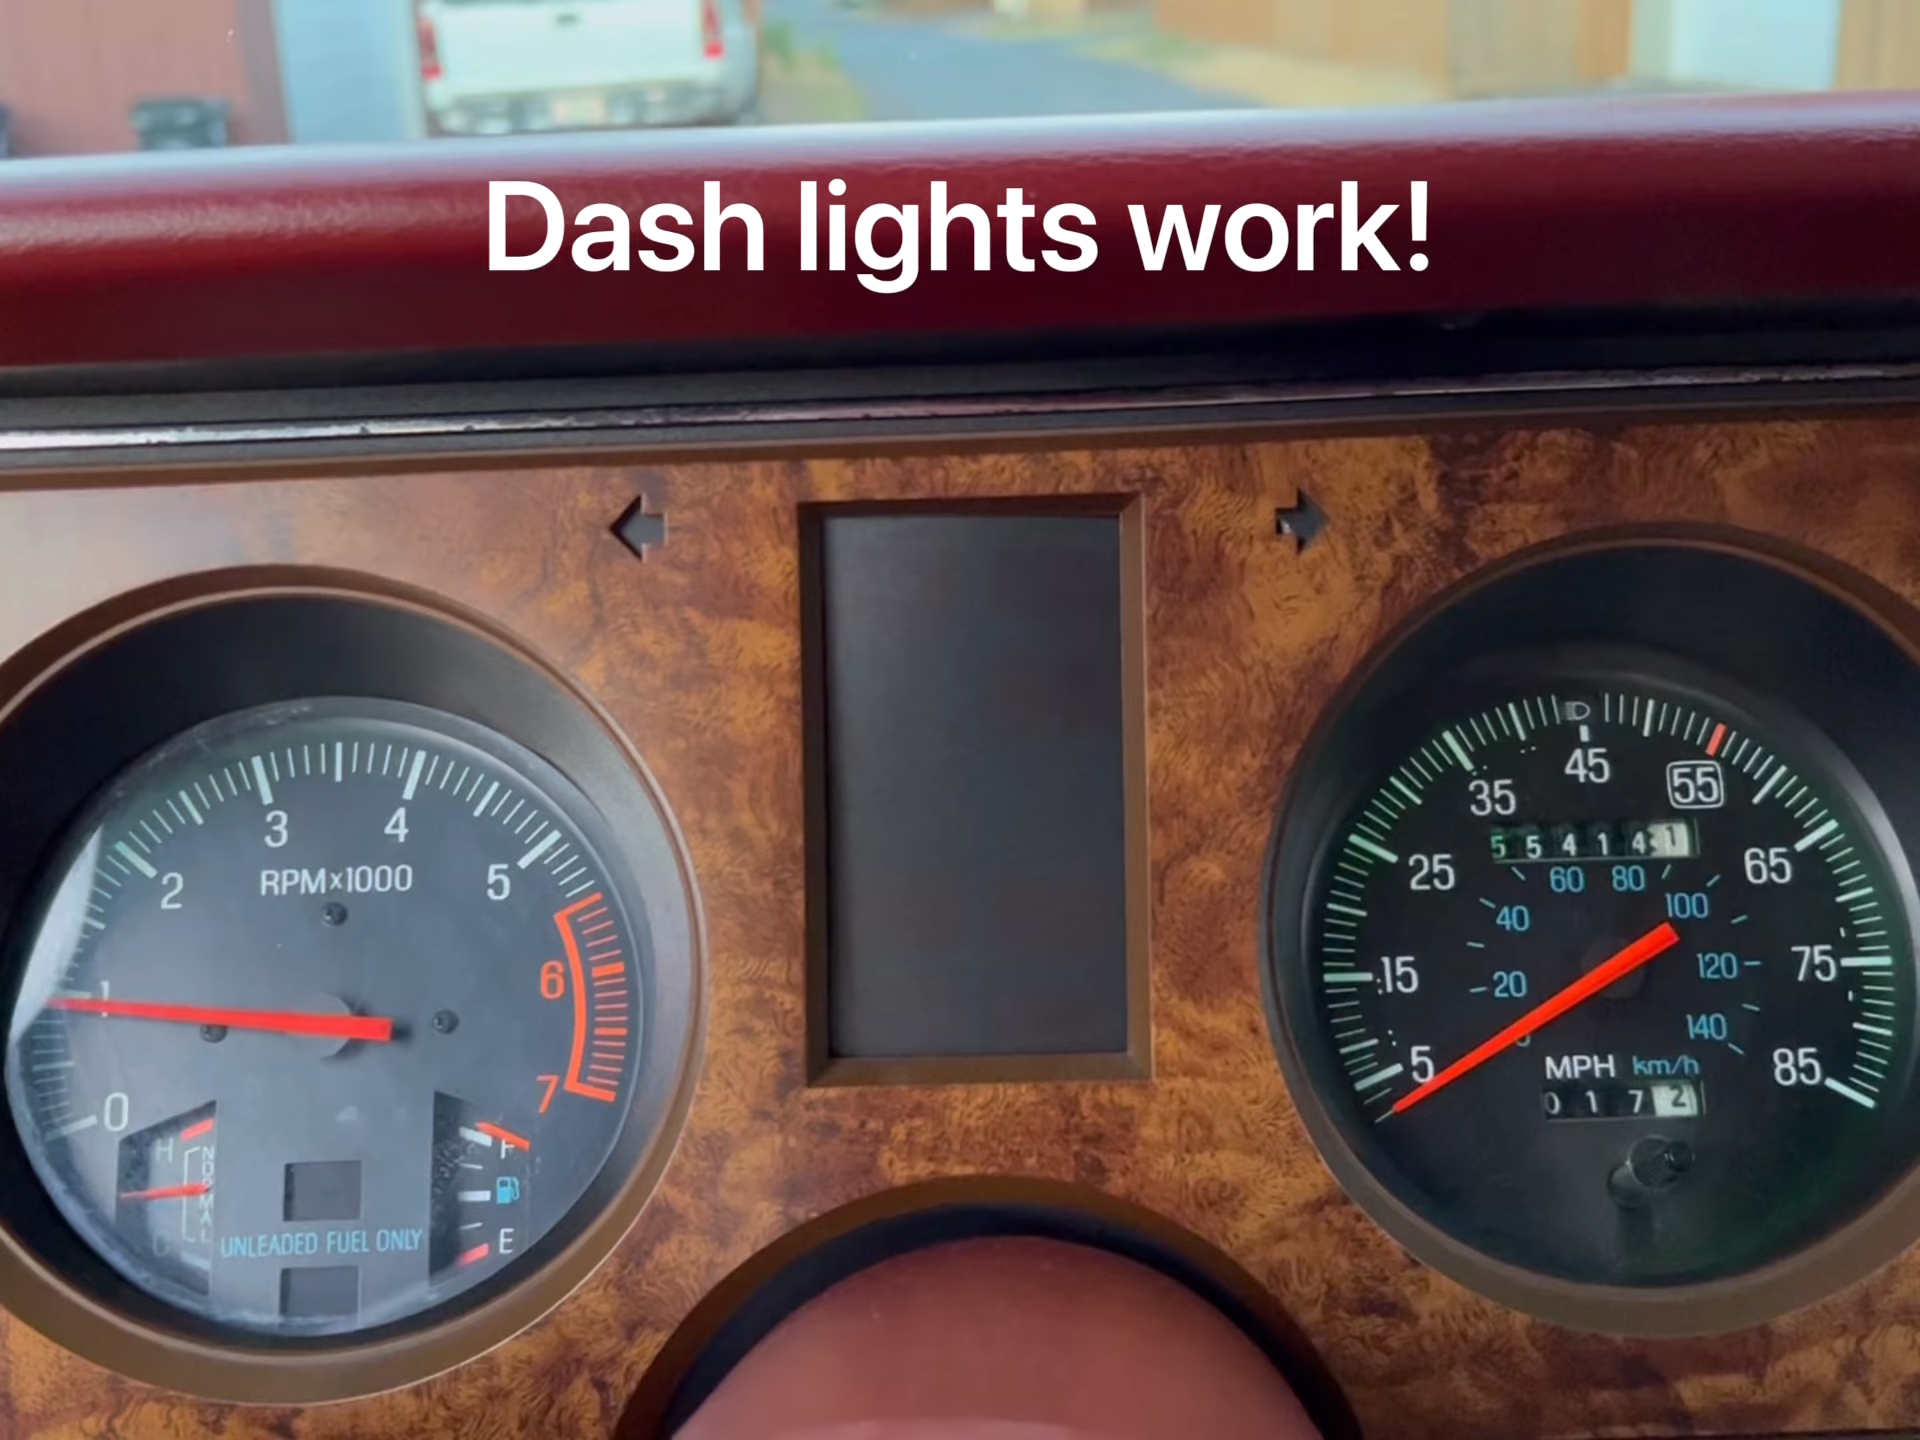 Dash lights work!
3 4
2 5
RPM×1000
6
1
7
0
H
NORMAL
C
F
E
UNLEADED FUEL ONLY
45
35 55
5 5 4 1 4 1
25 65
60 80
40 100
15 20 120 75
140
5 85
MPH km/h
0 1 7 2